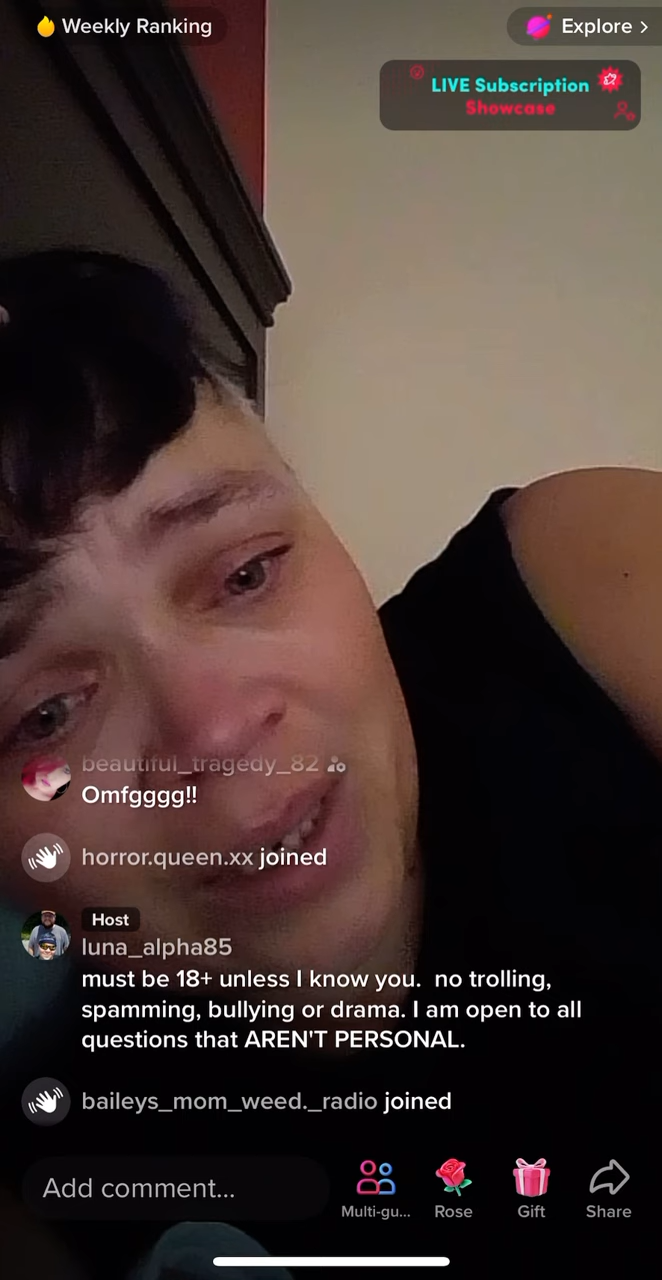 Weekly Ranking
Explore >
LIVE Subscription
Showcase
beautiful_tragedy_82
Omfgggg!!
horror.queen.xx joined
Host
luna_alpha85
must be 18+ unless I know you.  no trolling,
spamming, bullying or drama. I am open to all
questions that AREN'T PERSONAL.
baileys_mom_weed._radio joined
Add comment...
Multi-gu...
Rose
Gift
Share